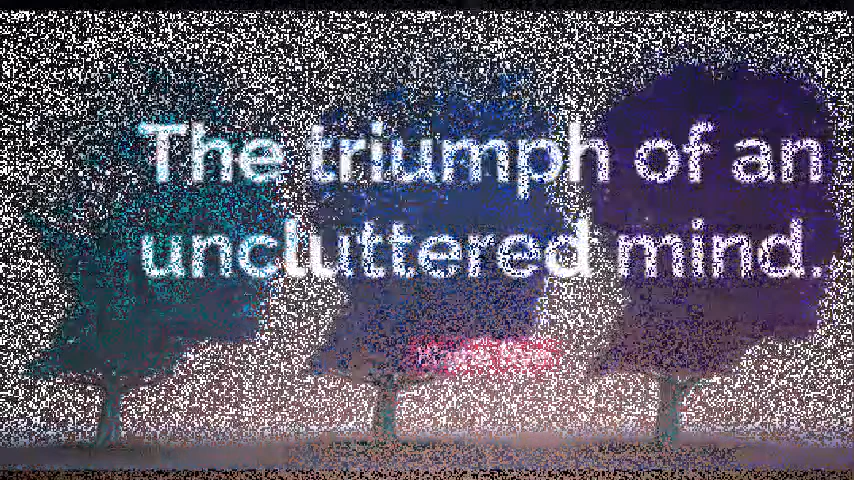 The triumph of an
uncluttered mind.